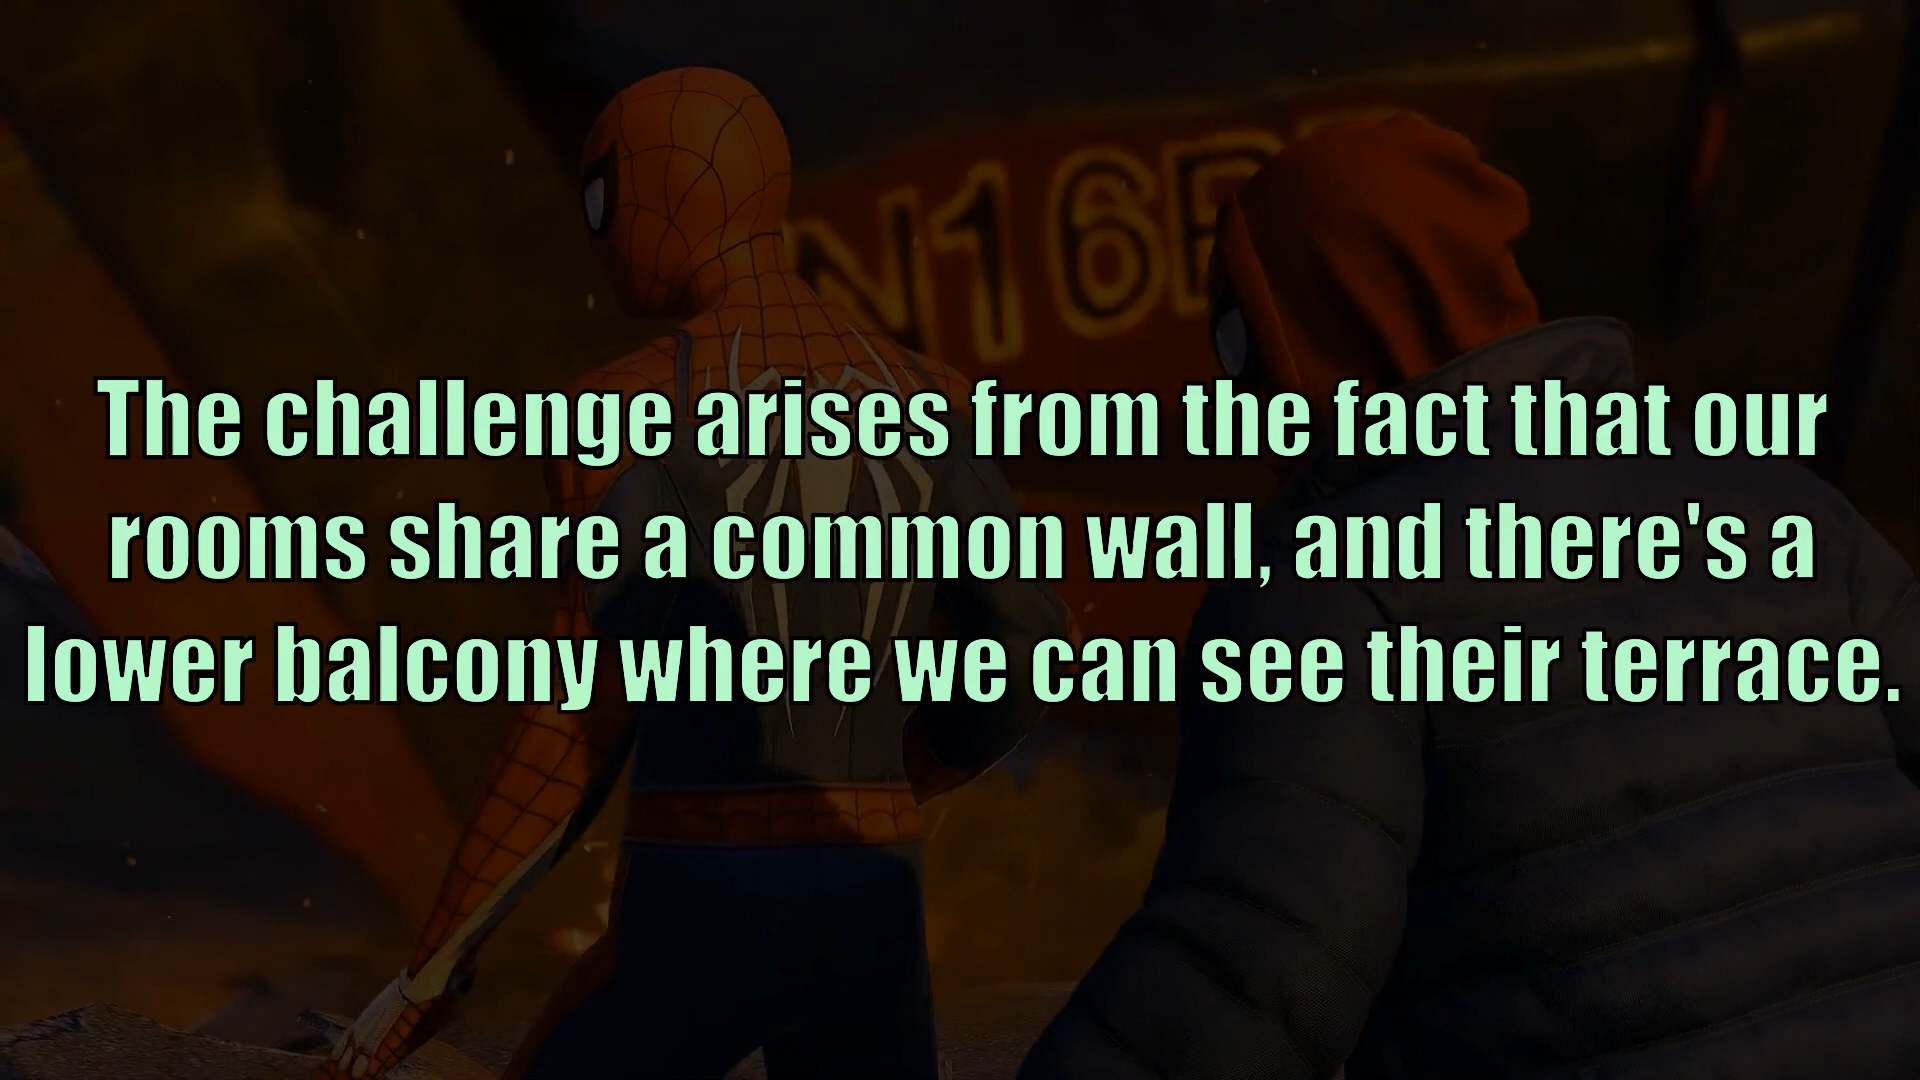 N16B
The challenge arises from the fact that our
rooms share a common wall, and there's a
lower balcony where we can see their terrace.